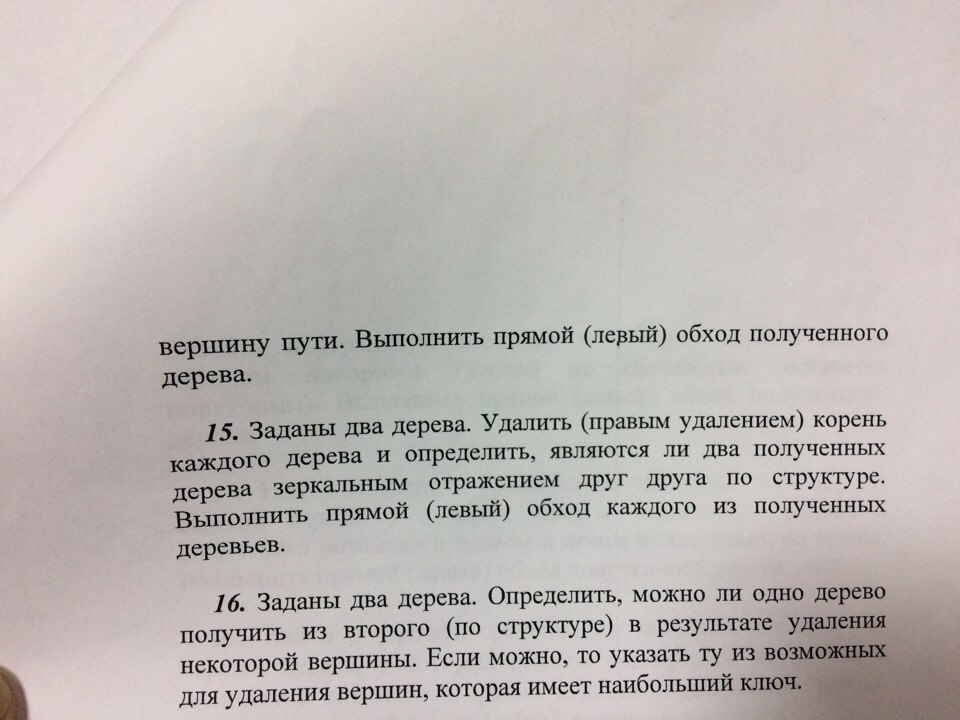 вершину пути. Выполнить прямой (левый) обход полученного
дерева.
15. Заданы два дерева. Удалить (правым удалением) корень
каждого дерева и определить, являются ли два полученных
дерева зеркальным отражением друг друга по структуре.
Выполнить прямой (левый) обход каждого из полученных
деревьев.
16. Заданы два дерева. Определить, можно ли одно дерево
получить из второго (по структуре) в результате удаления
некоторой вершины. Если можно, то указать ту из возможных
для удаления вершин, которая имеет наибольший ключ.